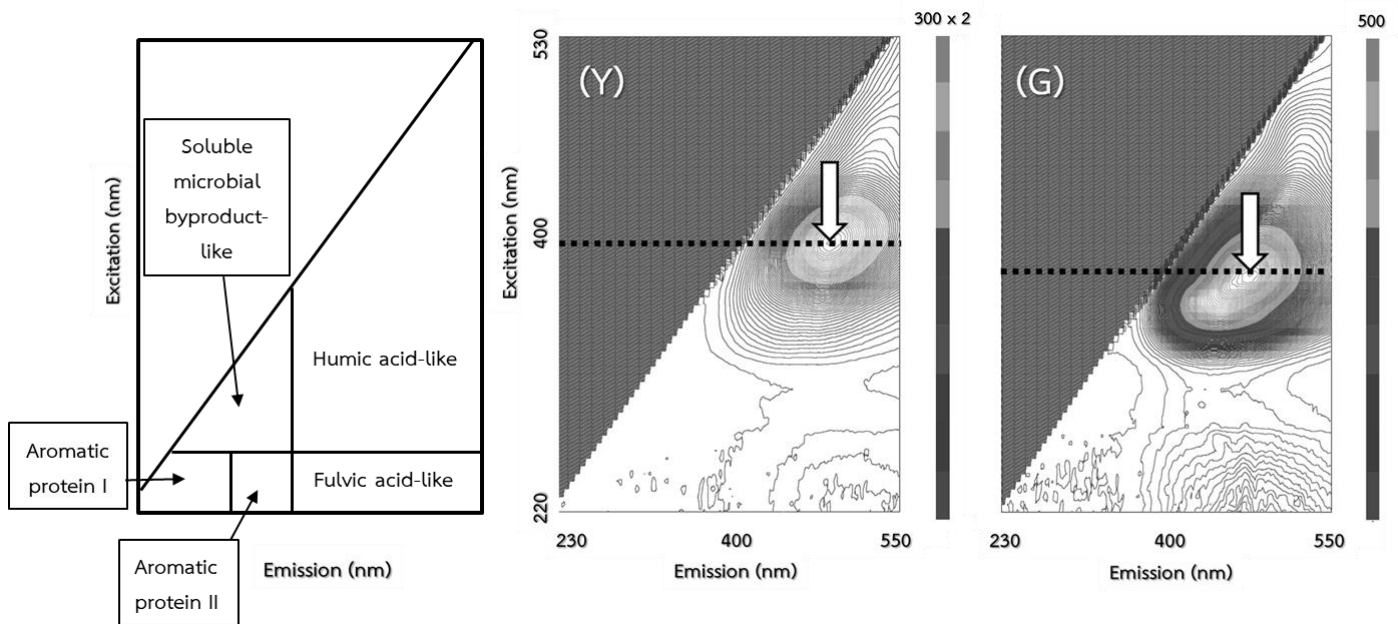 Excitation (nm)
Soluble
microbial
byproduct-
like
Humic acid-like
Fulvic acid-like
Aromatic
protein I
Aromatic
protein II
Emission (nm)
(Y)
300 x 2
530
400
220
Excitation (nm)
230
400
550
Emission (nm)
(G)
500
230
400
550
Emission (nm)